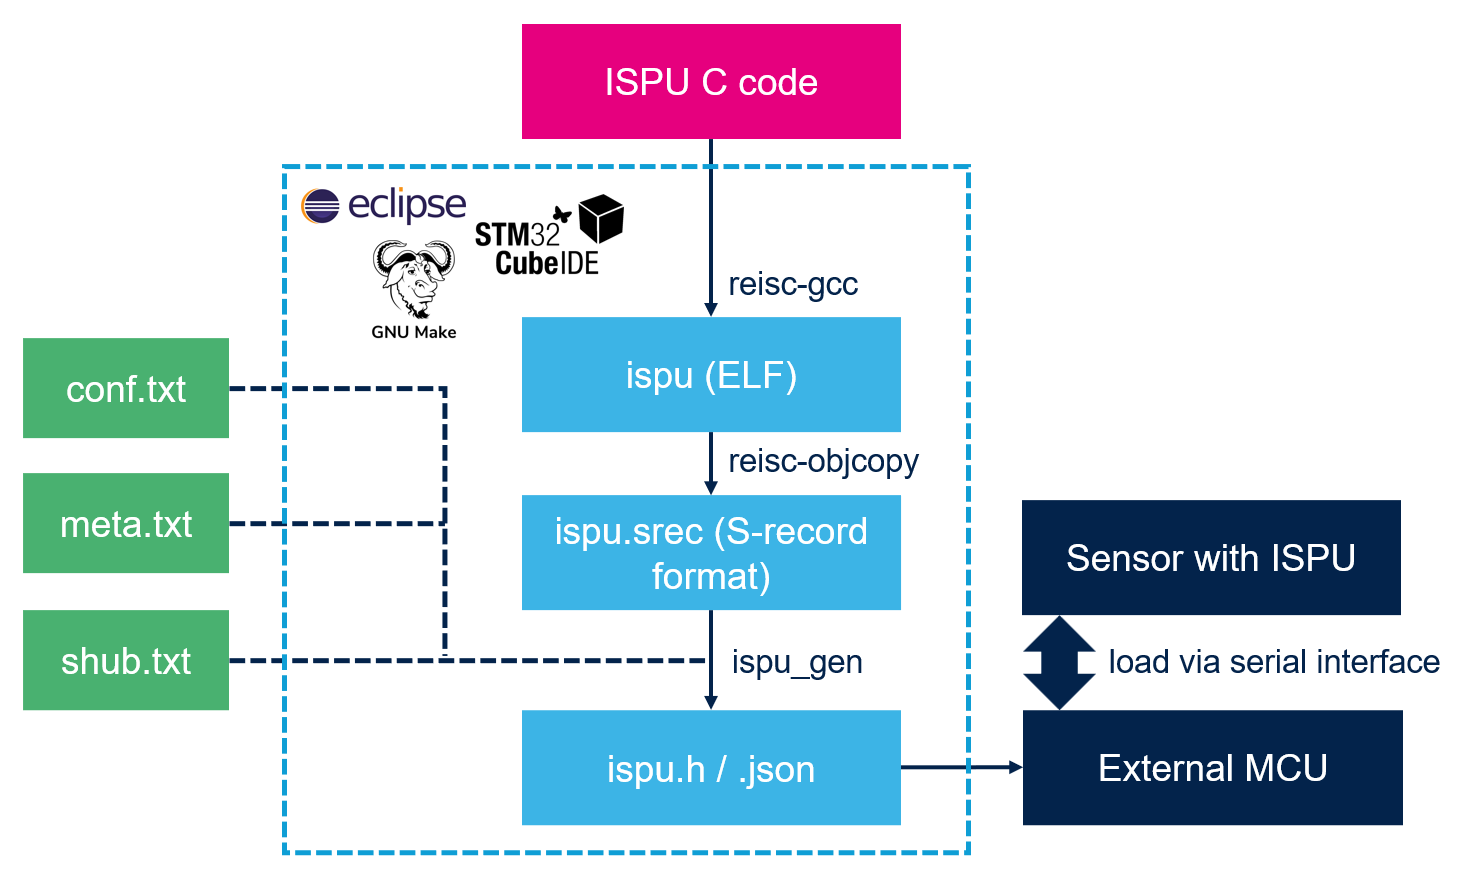 ISPU C code
eclipse
STM32
CubeIDE
GNU Make
reisc-gcc
ispu (ELF)
conf.txt
reisc-objcopy
meta.txt
ispu.srec (S-record
format)
Sensor with ISPU
shub.txt
ispu_gen
load via serial interface
ispu.h / .json
External MCU